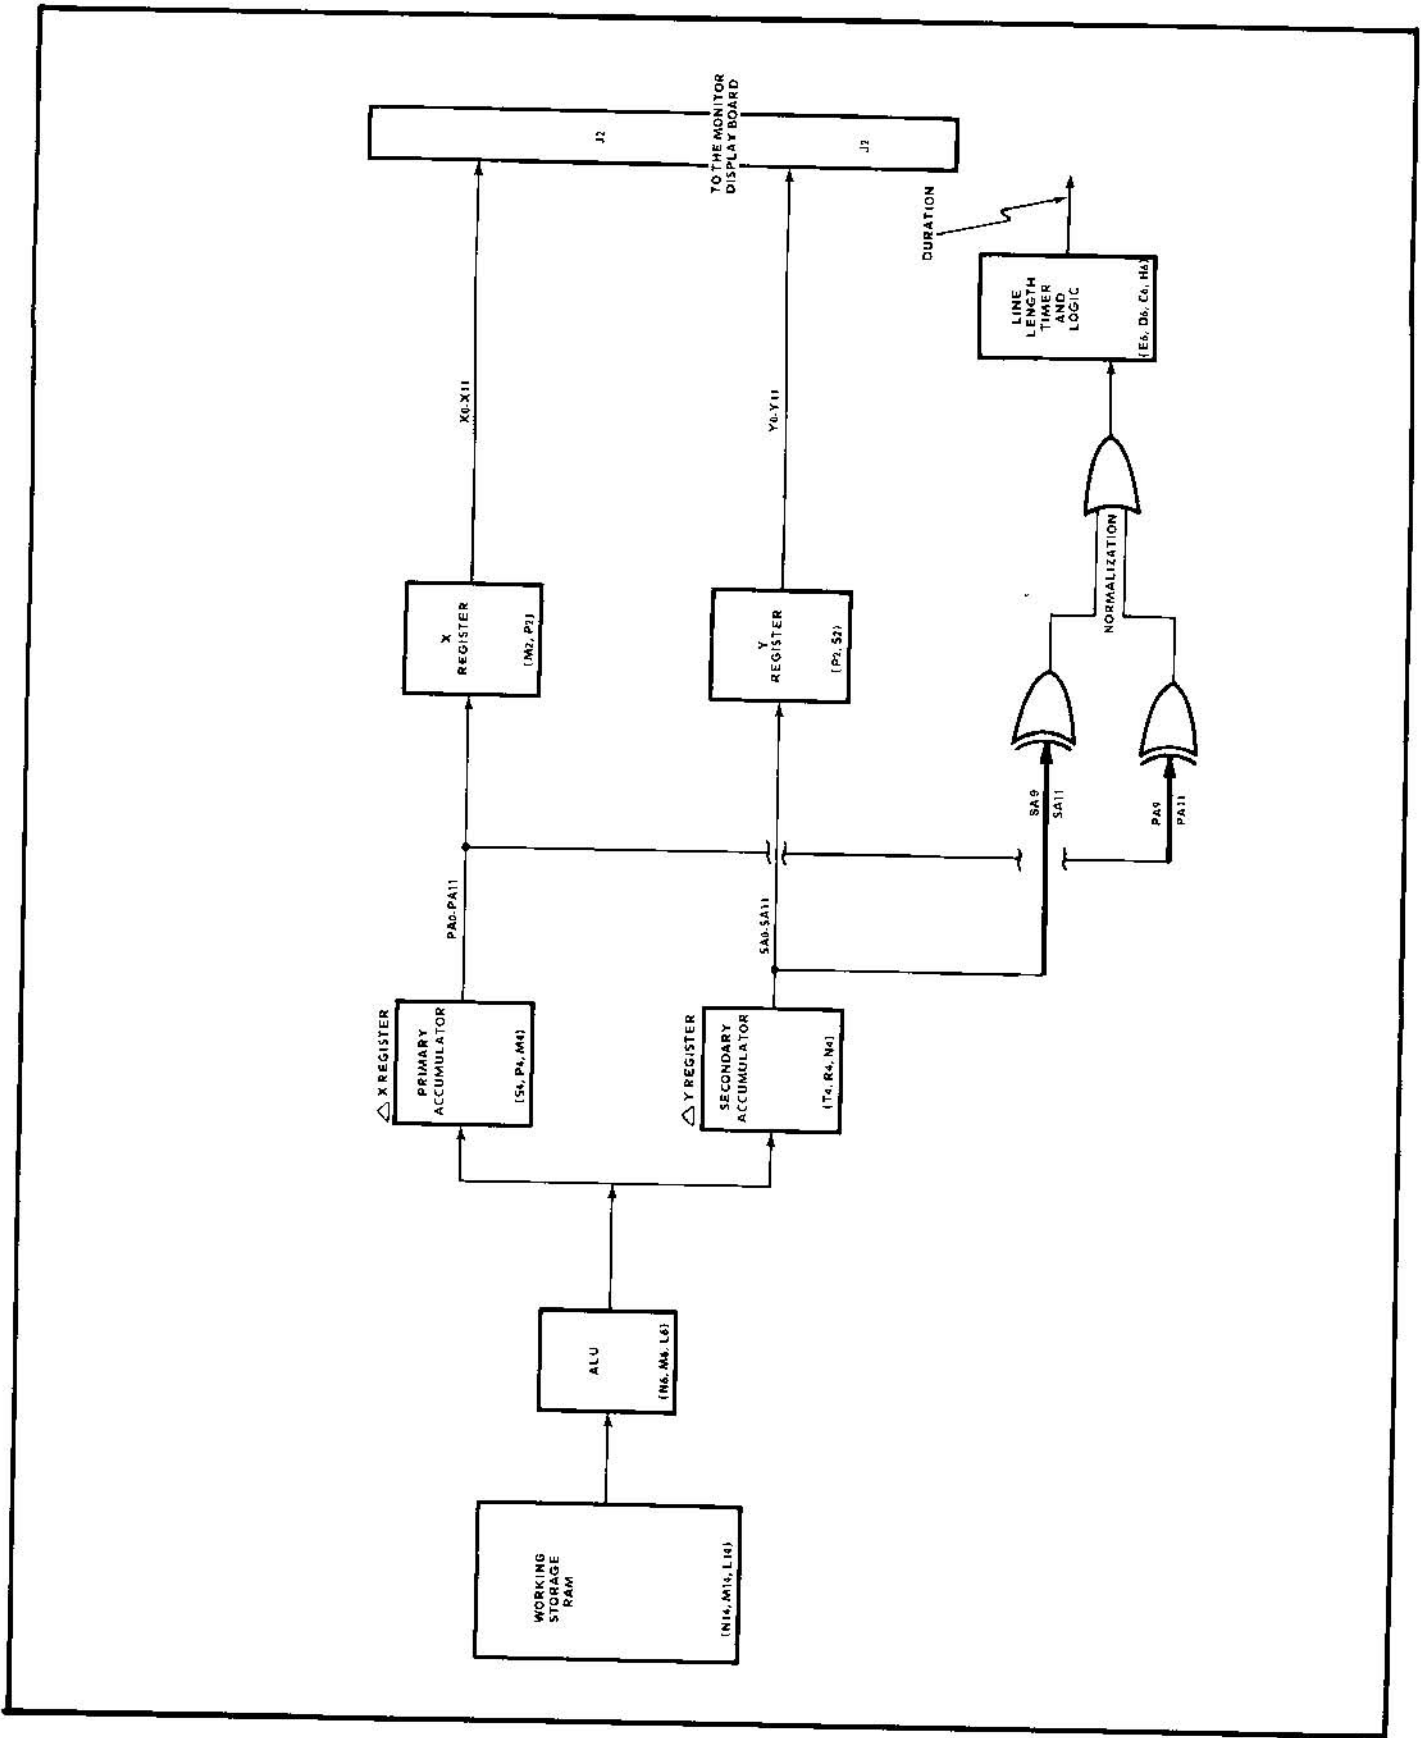 WORKING
STORAGE
RAM
(N14, M14, L14)
ALU
(N6, M6, L6)
△ X REGISTER
PRIMARY
ACCUMULATOR
(S4, P4, M4)
△ Y REGISTER
SECONDARY
ACCUMULATOR
(T4, R4, N4)
PA0-PA11
SA0-SA11
X
REGISTER
(M2, P2)
Y
REGISTER
(P2, S2)
SA9
SA11
PA9
PA11
NORMALIZATION
X0-X11
Y0-Y11
LINE
LENGTH
TIMER
AND
LOGIC
(E6, D6, C6, H6)
DURATION
J2
TO THE MONITOR
DISPLAY BOARD
J2